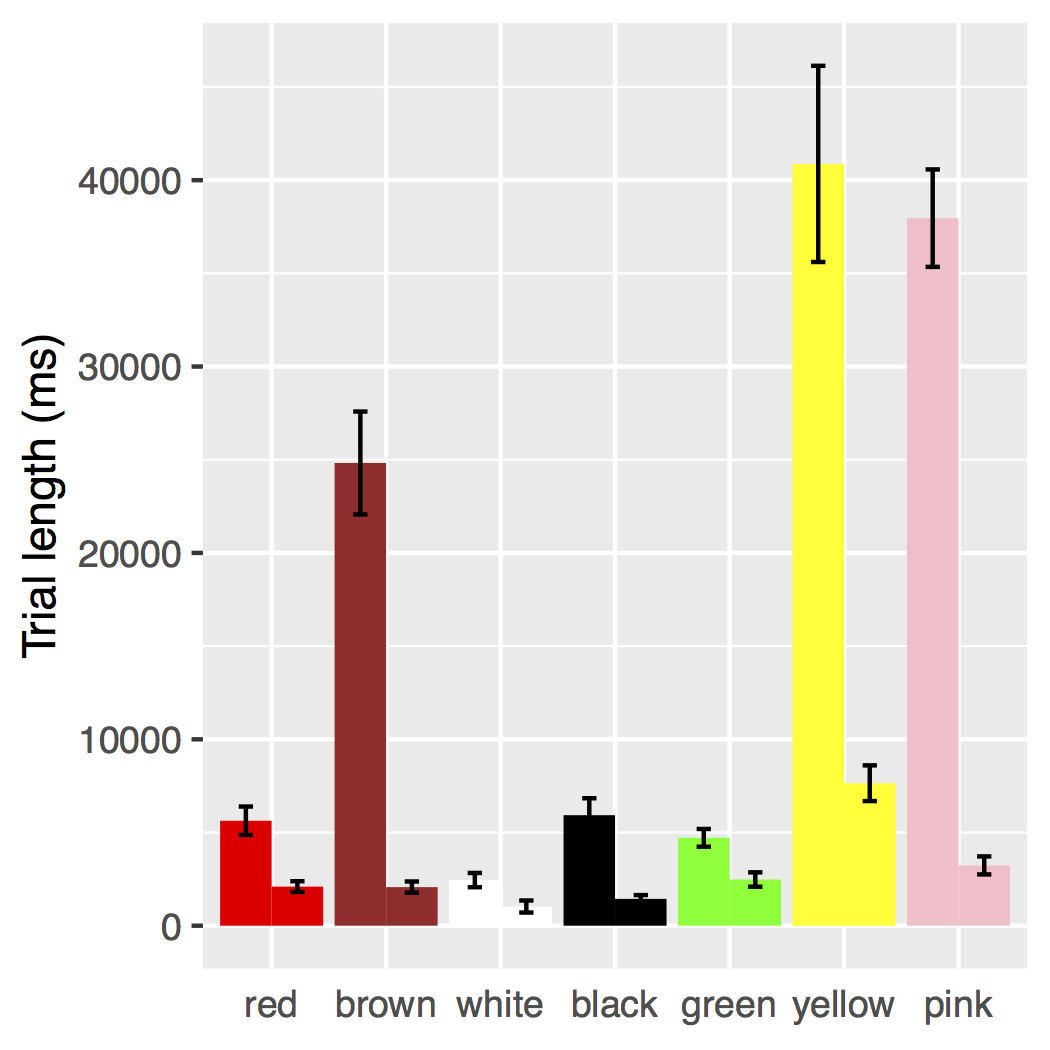 Trial length (ms)
40000
30000
20000
10000
0
red brown white black green yellow pink